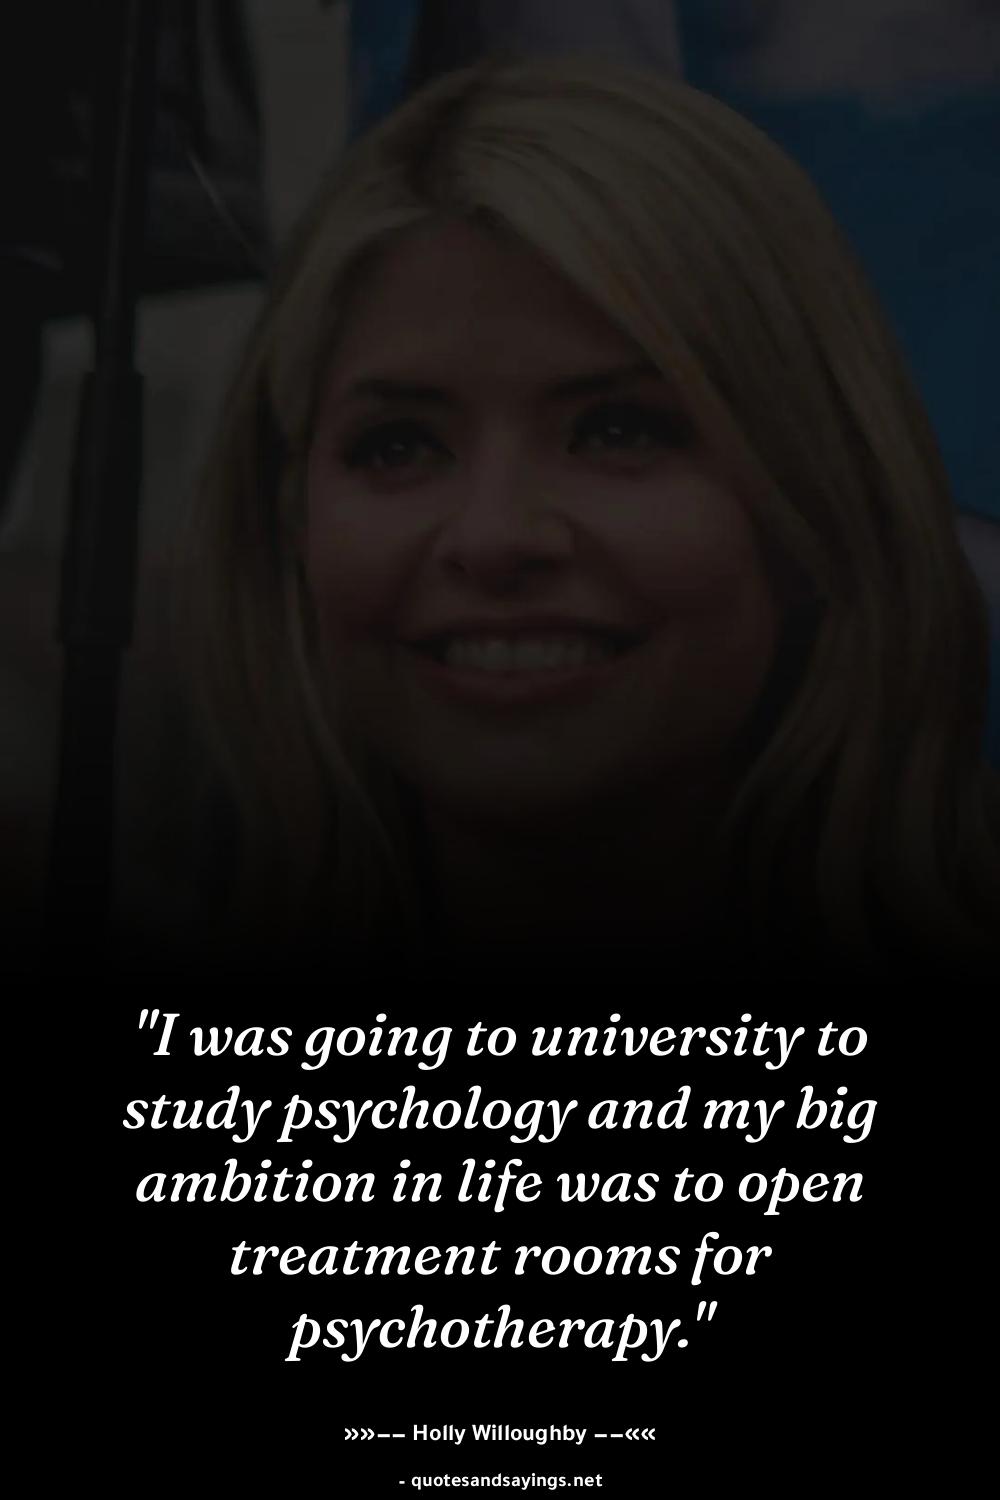 "I was going to university to
study psychology and my big
ambition in life was to open
treatment rooms for
psychotherapy."
»»–– Holly Willoughby ––««
- quotesandsayings.net